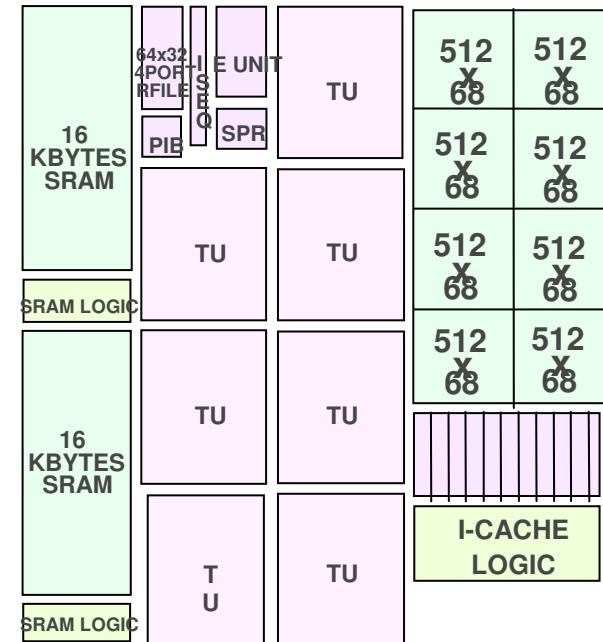 16
KBYTES
SRAM
SRAM LOGIC
16
KBYTES
SRAM
SRAM LOGIC
64x32
4PORT
RFILE
I
S
E
Q
E UNIT
PIB
SPR
TU
TU
TU
TU
TU
T
U
TU
512
X
68
512
X
68
512
X
68
512
X
68
512
X
68
512
X
68
512
X
68
512
X
68
I-CACHE
LOGIC